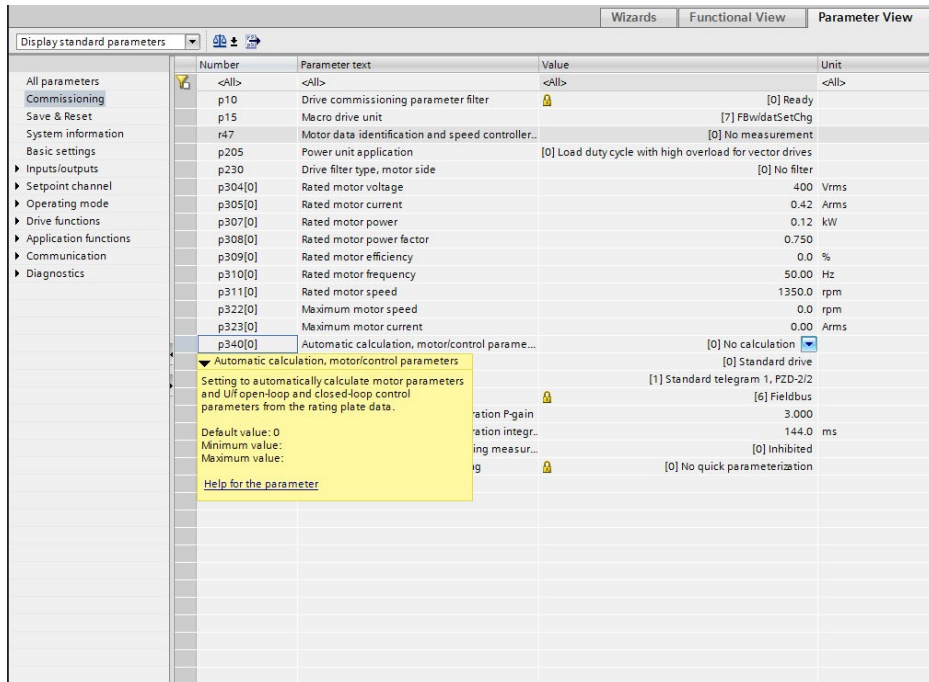 Wizards Functional View Parameter View
Display standard parameters
Number Parameter text Value Unit
All parameters <All> <All> <All> <All>
Commissioning p10 Drive commissioning parameter filter [0] Ready
Save & Reset p15 Macro drive unit [7] FBw/datSetChg
System information r47 Motor data identification and speed controller.. [0] No measurement
Basic settings p205 Power unit application [0] Load duty cycle with high overload for vector drives
Inputs/outputs p230 Drive filter type, motor side [0] No filter
Setpoint channel p304[0] Rated motor voltage 400 Vrms
Operating mode p305[0] Rated motor current 0.42 Arms
Drive functions p307[0] Rated motor power 0.12 kW
Application functions p308[0] Rated motor power factor 0.750
Communication p309[0] Rated motor efficiency 0.0 %
Diagnostics p310[0] Rated motor frequency 50.00 Hz
p311[0] Rated motor speed 1350.0 rpm
p322[0] Maximum motor speed 0.0 rpm
p323[0] Maximum motor current 0.00 Arms
p340[0] Automatic calculation, motor/control parame... [0] No calculation
Automatic calculation, motor/control parameters [0] Standard drive
Setting to automatically calculate motor parameters [1] Standard telegram 1, PZD-2/2
and U/f open-loop and closed-loop control [6] Fieldbus
parameters from the rating plate data. ration P-gain 3.000
Default value: 0 ration integr.. 144.0 ms
Minimum value: ing measur... [0] Inhibited
Maximum value: g [0] No quick parameterization
Help for the parameter